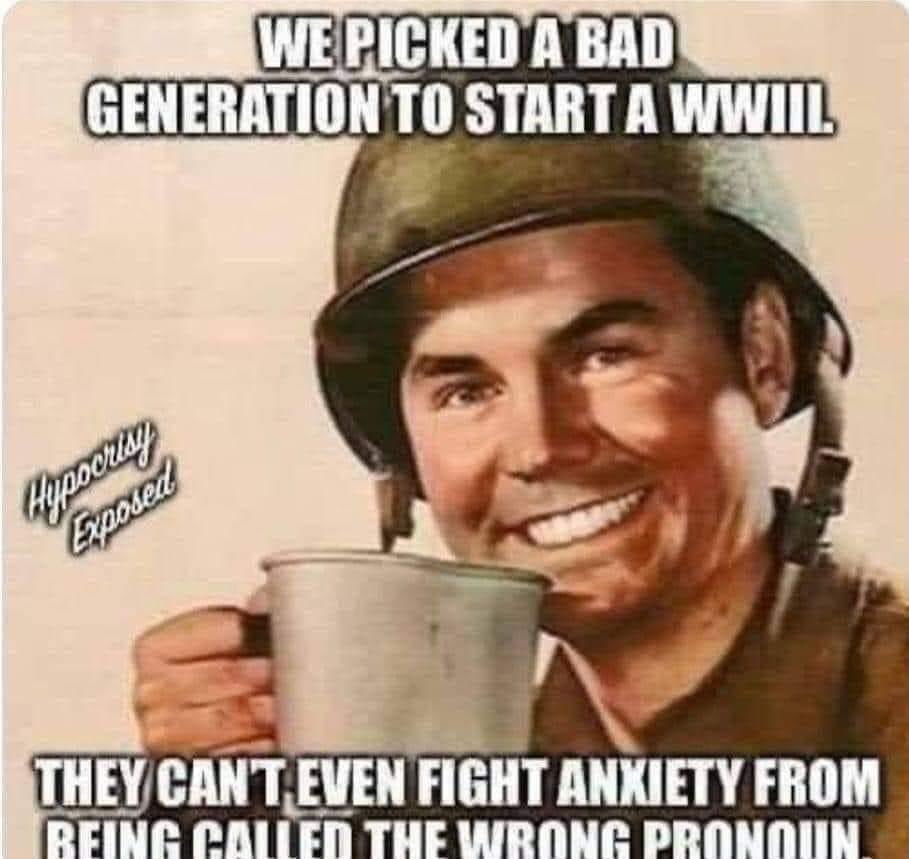 WE PICKED A BAD
GENERATION TO START A WWIII.
Hypocrisy
Exposed
THEY CAN'T EVEN FIGHT ANXIETY FROM
BEING CALLED THE WRONG PRONOUN.